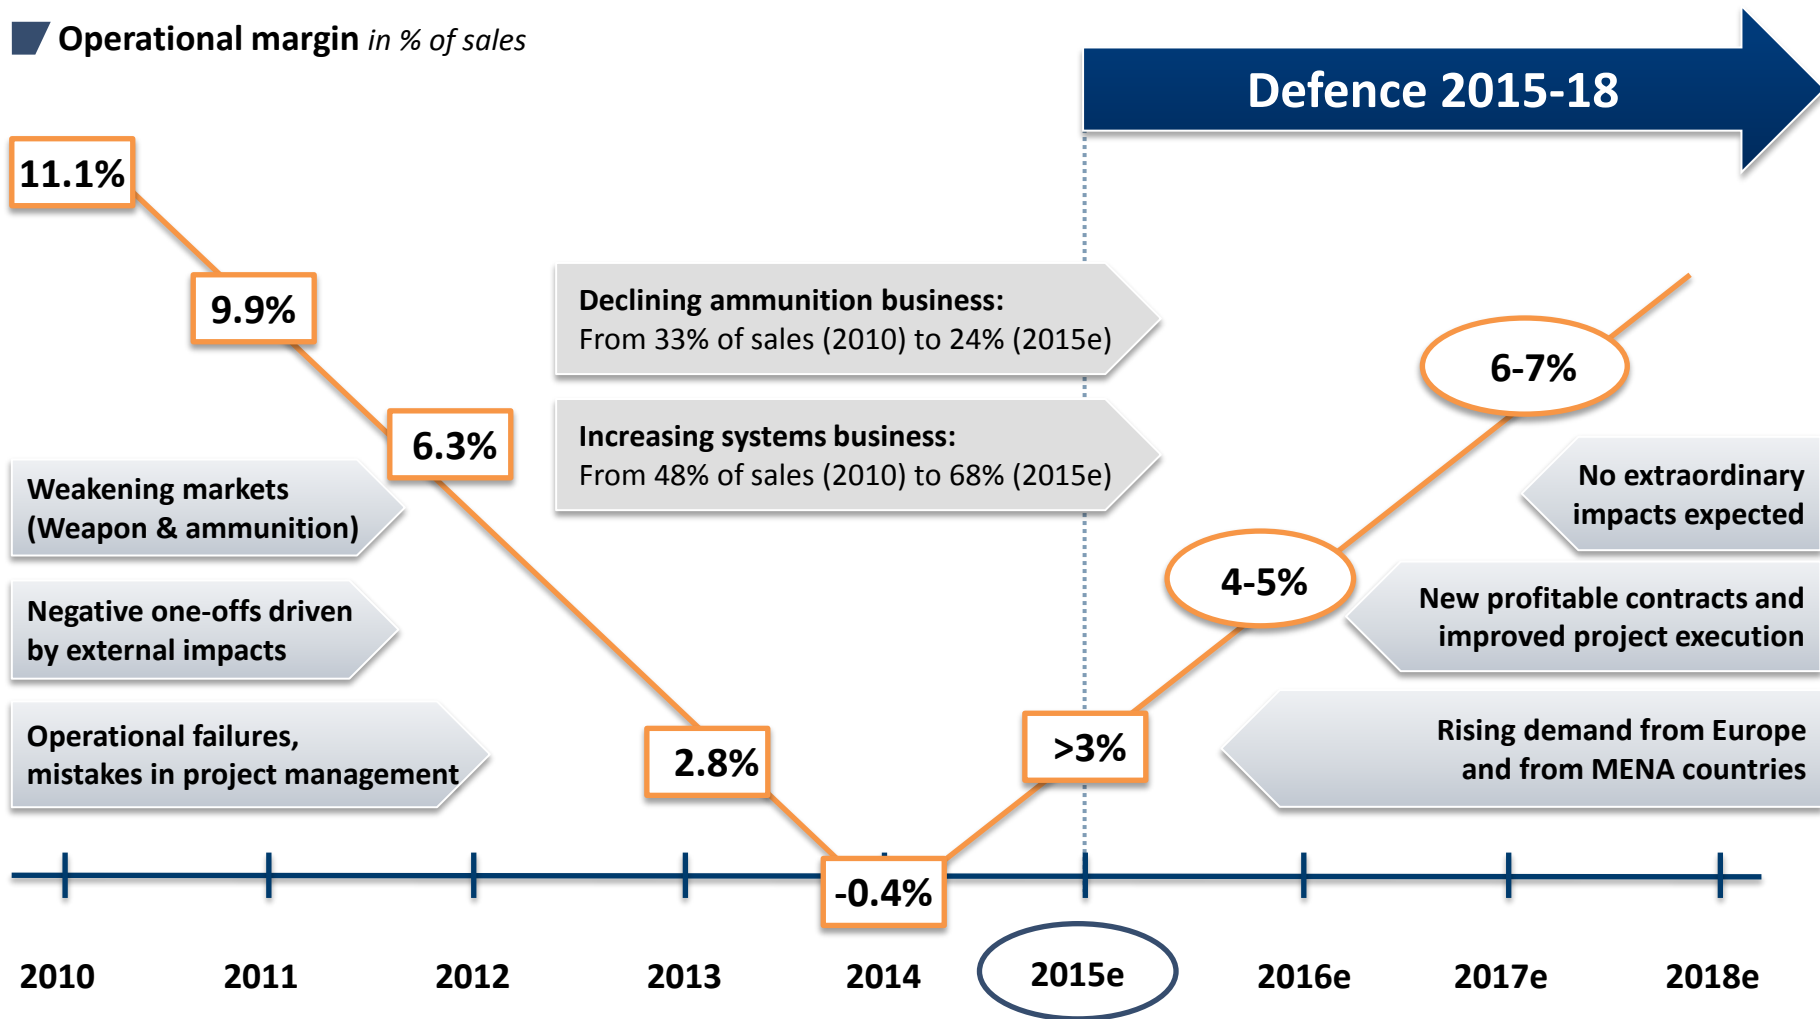 Operational margin in % of sales
Defence 2015-18
11.1%
9.9%
6.3%
2.8%
-0.4%
>3%
4-5%
6-7%
Declining ammunition business:
From 33% of sales (2010) to 24% (2015e)
Increasing systems business:
From 48% of sales (2010) to 68% (2015e)
Weakening markets
(Weapon & ammunition)
Negative one-offs driven
by external impacts
Operational failures,
mistakes in project management
No extraordinary
impacts expected
New profitable contracts and
improved project execution
Rising demand from Europe
and from MENA countries
2010
2011
2012
2013
2014
2015e
2016e
2017e
2018e